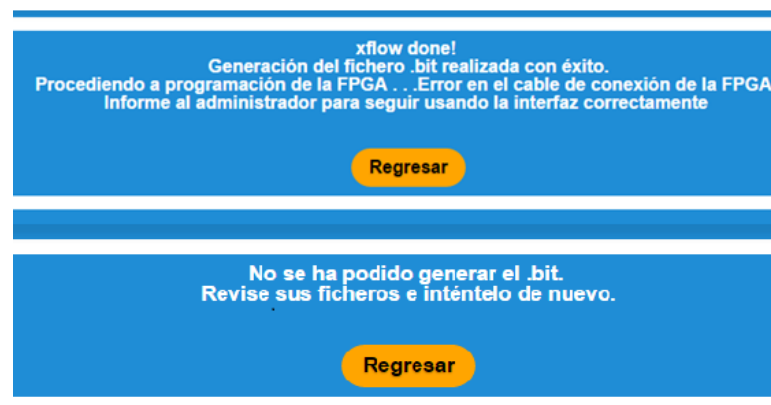 xflow done!
Generación del fichero .bit realizada con éxito.
Procediendo a programación de la FPGA . . .Error en el cable de conexión de la FPGA
Informe al administrador para seguir usando la interfaz correctamente
Regresar
No se ha podido generar el .bit.
Revise sus ficheros e inténtelo de nuevo.
Regresar